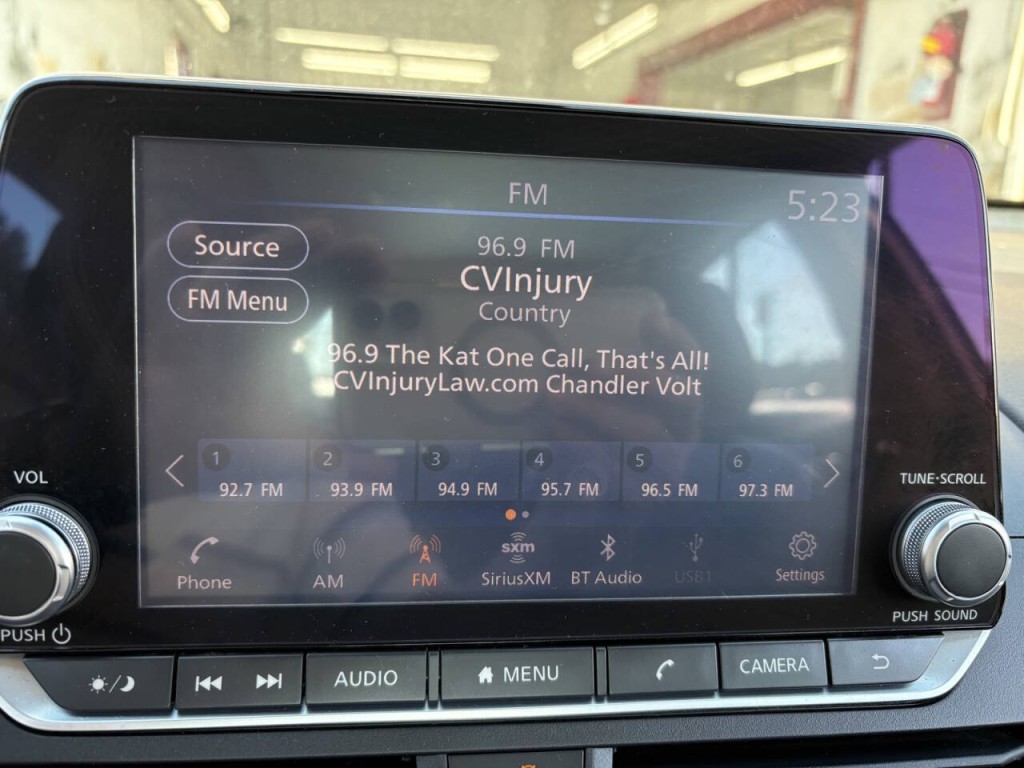 FM
5:23
Source
FM Menu
96.9 FM
CVInjury
Country
96.9 The Kat One Call, That's All!
CVInjuryLaw.com Chandler Volt
1 2 3 4 5 6
92.7 FM 93.9 FM 94.9 FM 95.7 FM 96.5 FM 97.3 FM
VOL
TUNE·SCROLL
sxm
Phone AM FM SiriusXM BT Audio USB1 Settings
PUSH
PUSH SOUND
AUDIO MENU CAMERA